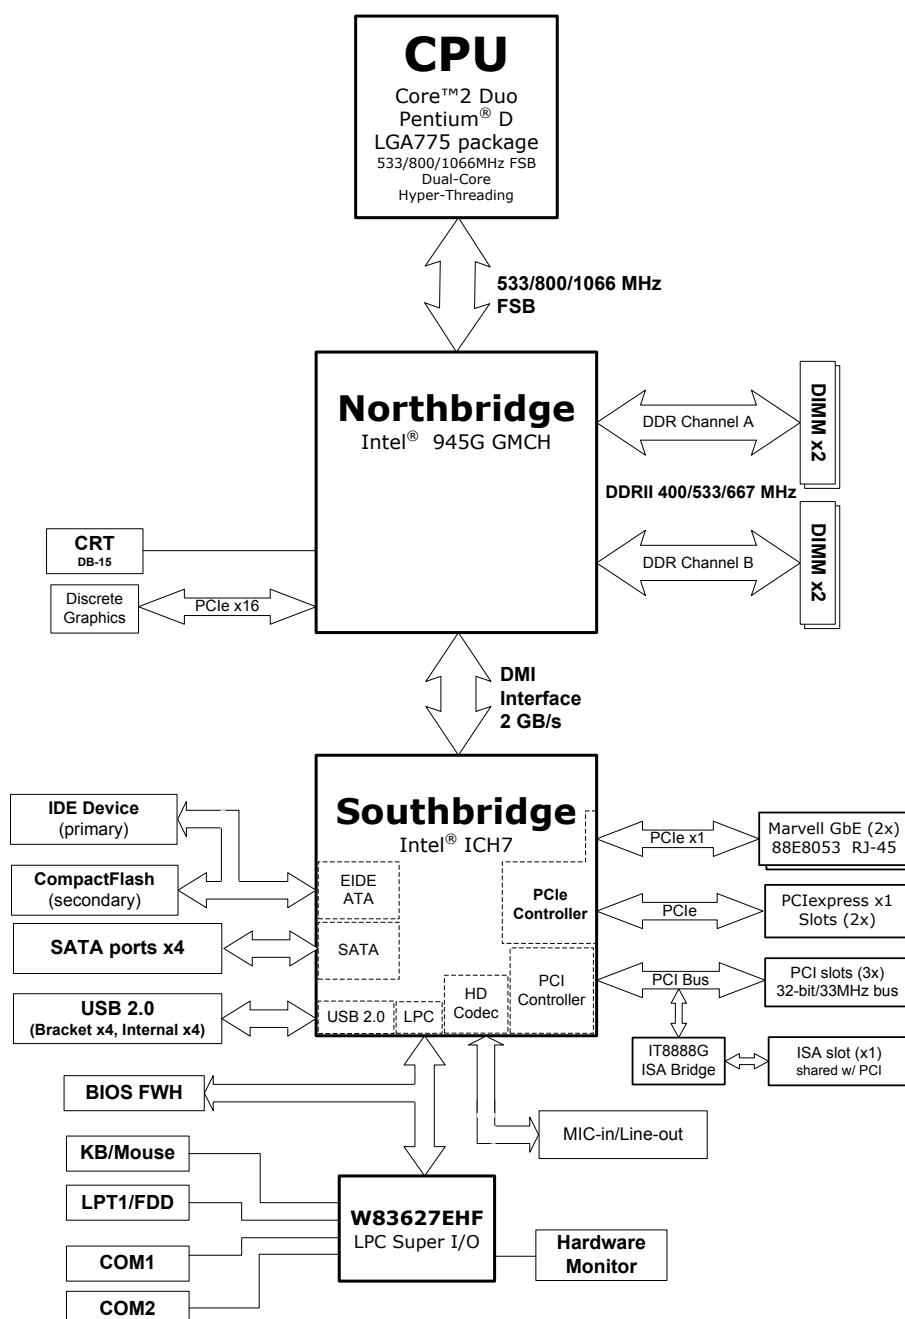 CPU
Core™2 Duo
Pentium® D
LGA775 package
533/800/1066MHz FSB
Dual-Core
Hyper-Threading
533/800/1066 MHz
FSB
Northbridge
Intel® 945G GMCH
DDR Channel A
DIMM x2
DDRII 400/533/667 MHz
DDR Channel B
DIMM x2
CRT
DB-15
Discrete
Graphics
PCIe x16
DMI
Interface
2 GB/s
Southbridge
Intel® ICH7
IDE Device
(primary)
CompactFlash
(secondary)
SATA ports x4
USB 2.0
(Bracket x4, Internal x4)
EIDE
ATA
SATA
USB 2.0
LPC
HD
Codec
PCIe
Controller
PCI
Controller
PCIe x1
Marvell GbE (2x)
88E8053 RJ-45
PCIe
PCIexpress x1
Slots (2x)
PCI Bus
PCI slots (3x)
32-bit/33MHz bus
IT8888G
ISA Bridge
ISA slot (x1)
shared w/ PCI
BIOS FWH
MIC-in/Line-out
KB/Mouse
LPT1/FDD
COM1
COM2
W83627EHF
LPC Super I/O
Hardware
Monitor